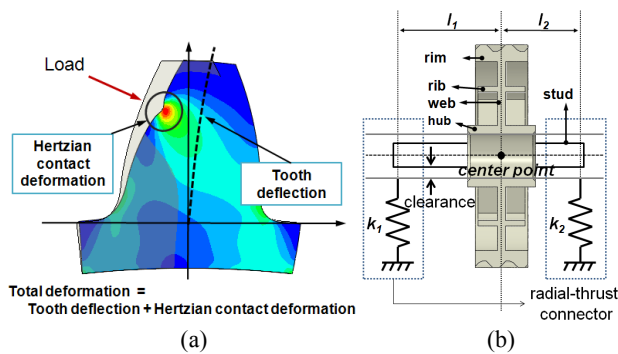 Load
Hertzian
contact
deformation
Tooth
deflection
Total deformation =
Tooth deflection + Hertzian contact deformation
(a)
l1
l2
rim
rib
web
hub
stud
center point
clearance
k1
k2
radial-thrust
connector
(b)